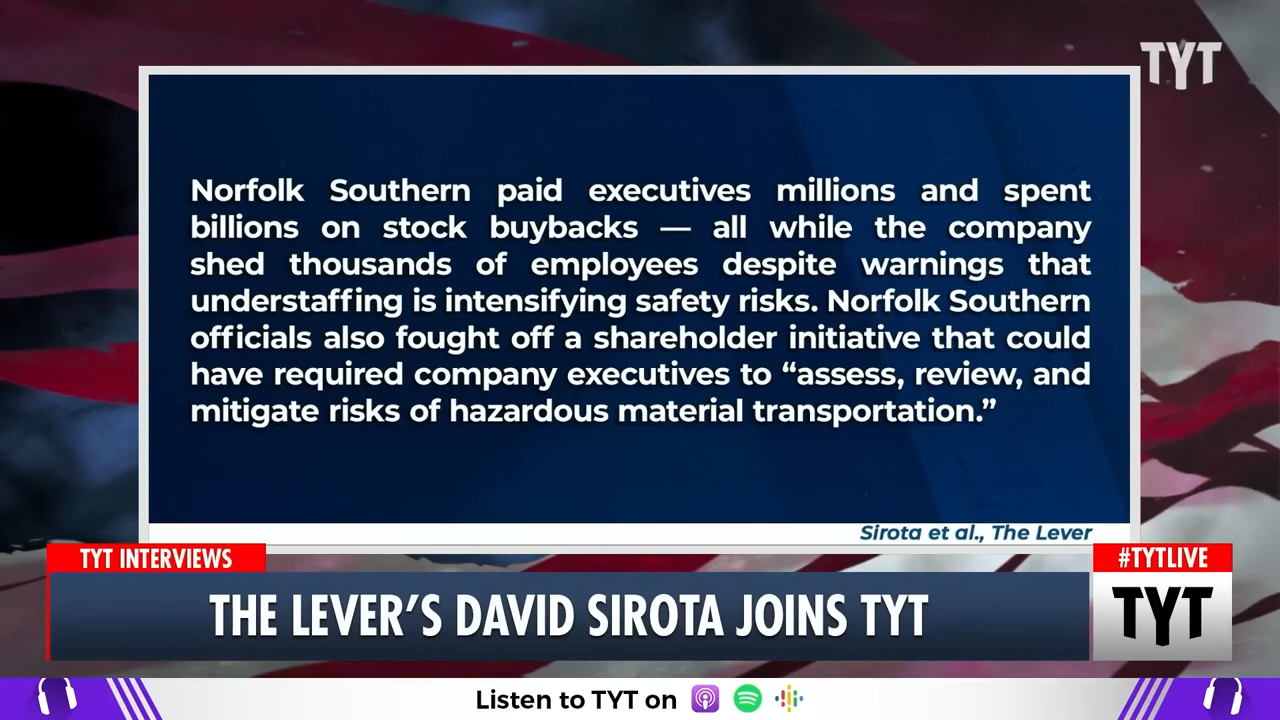 TYT
Norfolk Southern paid executives millions and spent
billions on stock buybacks — all while the company
shed thousands of employees despite warnings that
understaffing is intensifying safety risks. Norfolk Southern
officials also fought off a shareholder initiative that could
have required company executives to “assess, review, and
mitigate risks of hazardous material transportation.”
Sirota et al., The Lever
TYT INTERVIEWS
#TYTLIVE
THE LEVER’S DAVID SIROTA JOINS TYT
TYT
Listen to TYT on